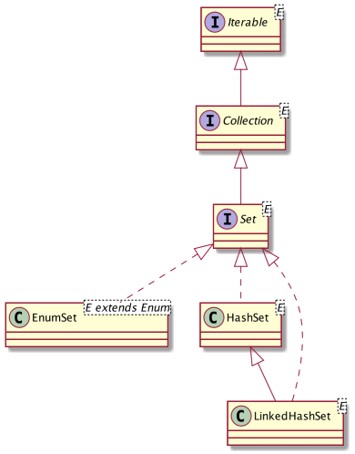 I Iterable E
I Collection E
I Set E
C EnumSet E extends Enum
C HashSet E
C LinkedHashSet E